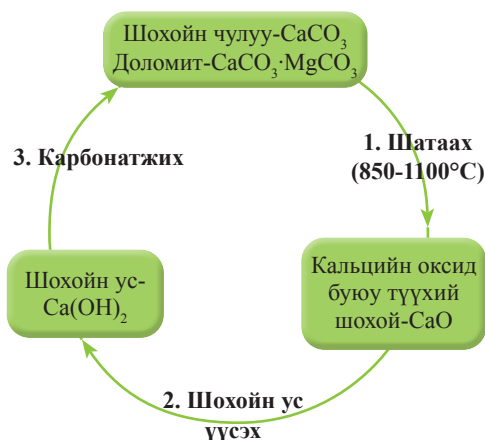 Шохойн чулуу-CaCO₃
Доломит-CaCO₃·MgCO₃
1. Шатаах
(850-1100°C)
3. Карбонатжих
Кальцийн оксид
буюу түүхий
шохой-CaO
Шохойн ус-
Ca(OH)₂
2. Шохойн ус
үүсэх